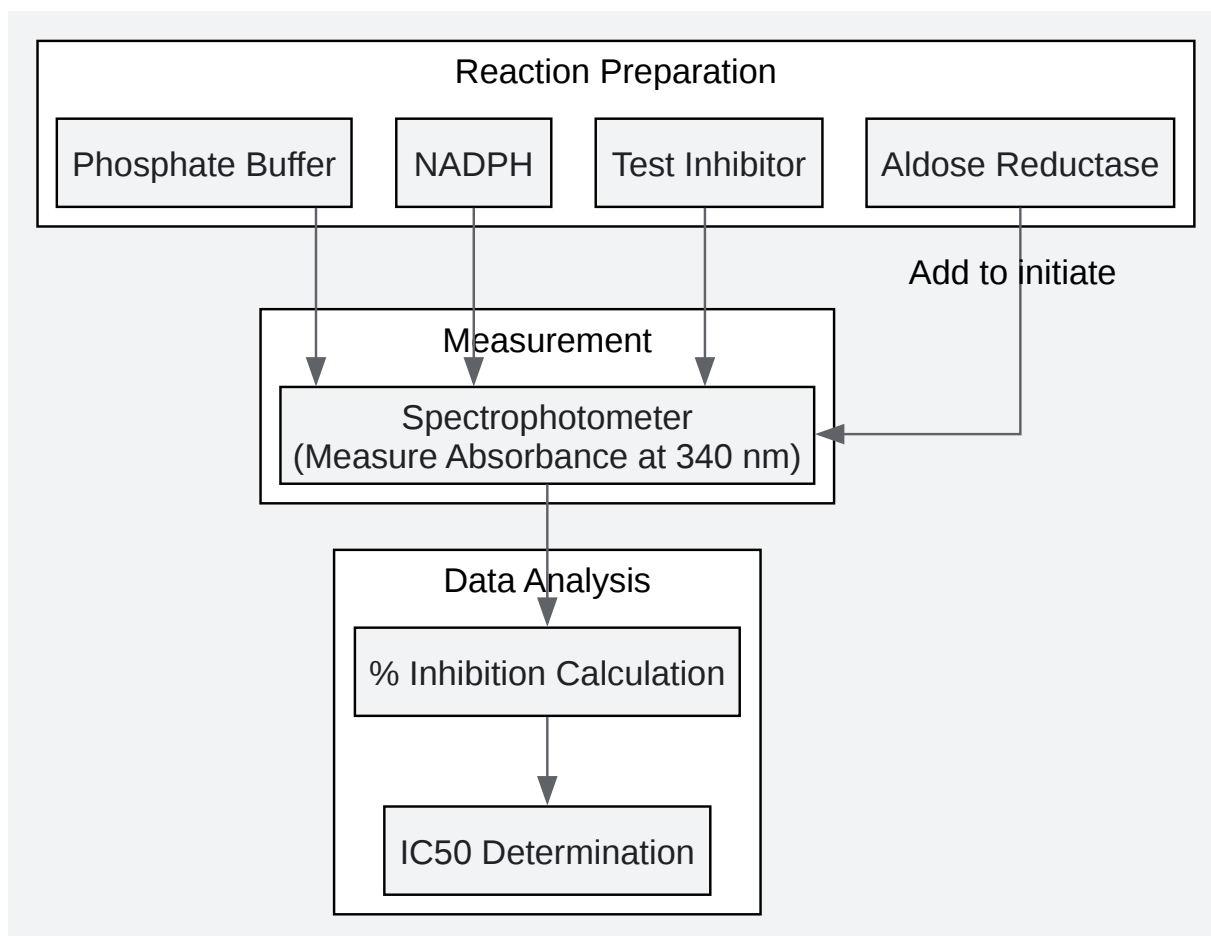 Reaction Preparation
Phosphate Buffer
NADPH
Test Inhibitor
Aldose Reductase
Add to initiate
Measurement
Spectrophotometer
(Measure Absorbance at 340 nm)
Data Analysis
% Inhibition Calculation
IC50 Determination